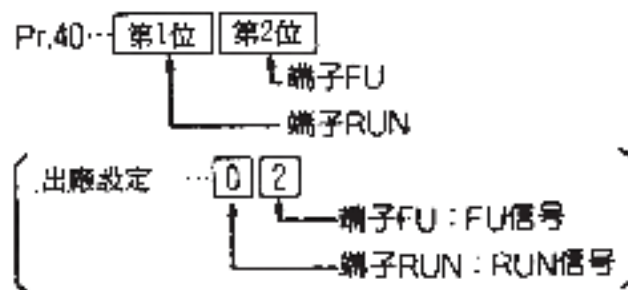 Pr.40…第1位 第2位
端子FU
端子RUN
出廠設定 …0 2
端子FU：FU信号
端子RUN：RUN信号